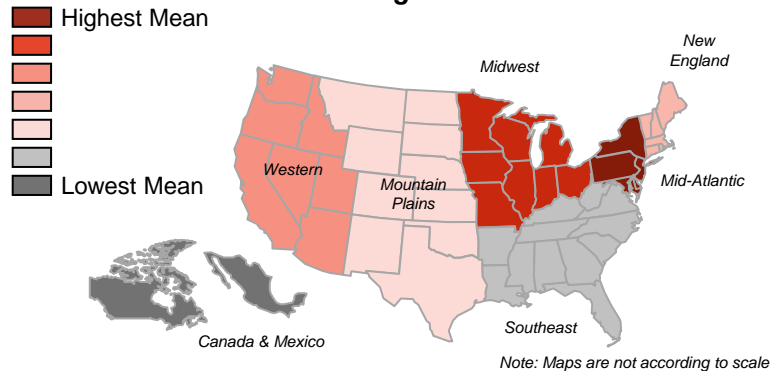 Highest Mean
Lowest Mean
New
England
Midwest
Western
Mountain
Plains
Mid-Atlantic
Southeast
Canada & Mexico
Note: Maps are not according to scale